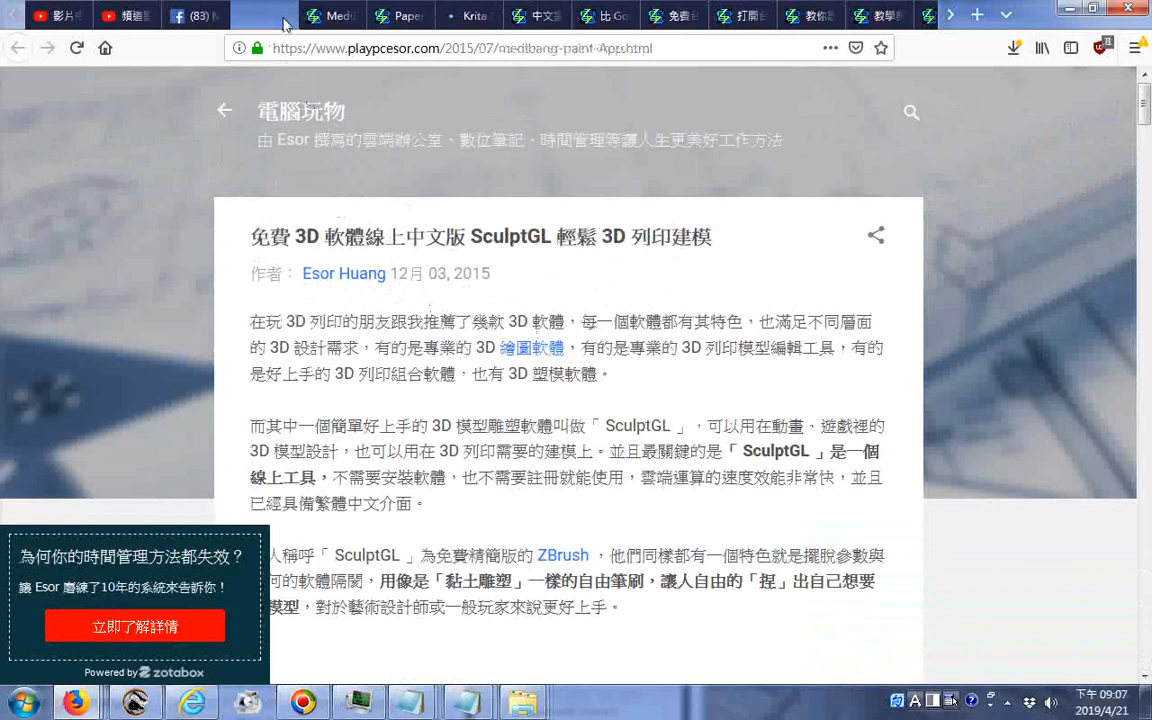 影片
頻道
(83)
Medi
Pape
Krita
中文
比 Go
免費
打開
教你
教學
https://www.playpcesor.com/2015/07/medibang-paint-App.html
電腦玩物
由 Esor 撰寫的雲端辦公室、數位筆記、時間管理等讓人生更美好工作方法
免費 3D 軟體線上中文版 SculptGL 輕鬆 3D 列印建模
作者： Esor Huang 12月 03, 2015
在玩 3D 列印的朋友跟我推薦了幾款 3D 軟體，每一個軟體都有其特色，也滿足不同層面
的 3D 設計需求，有的是專業的 3D 繪圖軟體，有的是專業的 3D 列印模型編輯工具，有的
是好上手的 3D 列印組合軟體，也有 3D 塑模軟體。
而其中一個簡單好上手的 3D 模型雕塑軟體叫做「 SculptGL 」，可以用在動畫、遊戲裡的
3D 模型設計，也可以用在 3D 列印需要的建模上。並且最關鍵的是「 SculptGL 」是一個
線上工具，不需要安裝軟體，也不需要註冊就能使用，雲端運算的速度效能非常快，並且
已經具備繁體中文介面。
人稱呼「 SculptGL 」為免費精簡版的 ZBrush ，他們同樣都有一個特色就是擺脫參數與
何的軟體隔閡，用像是「黏土雕塑」一樣的自由筆刷，讓人自由的「捏」出自己想要
模型，對於藝術設計師或一般玩家來說更好上手。
為何你的時間管理方法都失效？
讓 Esor 磨練了10年的系統來告訴你！
立即了解詳情
Powered by zotabox
下午 09:07
2019/4/21